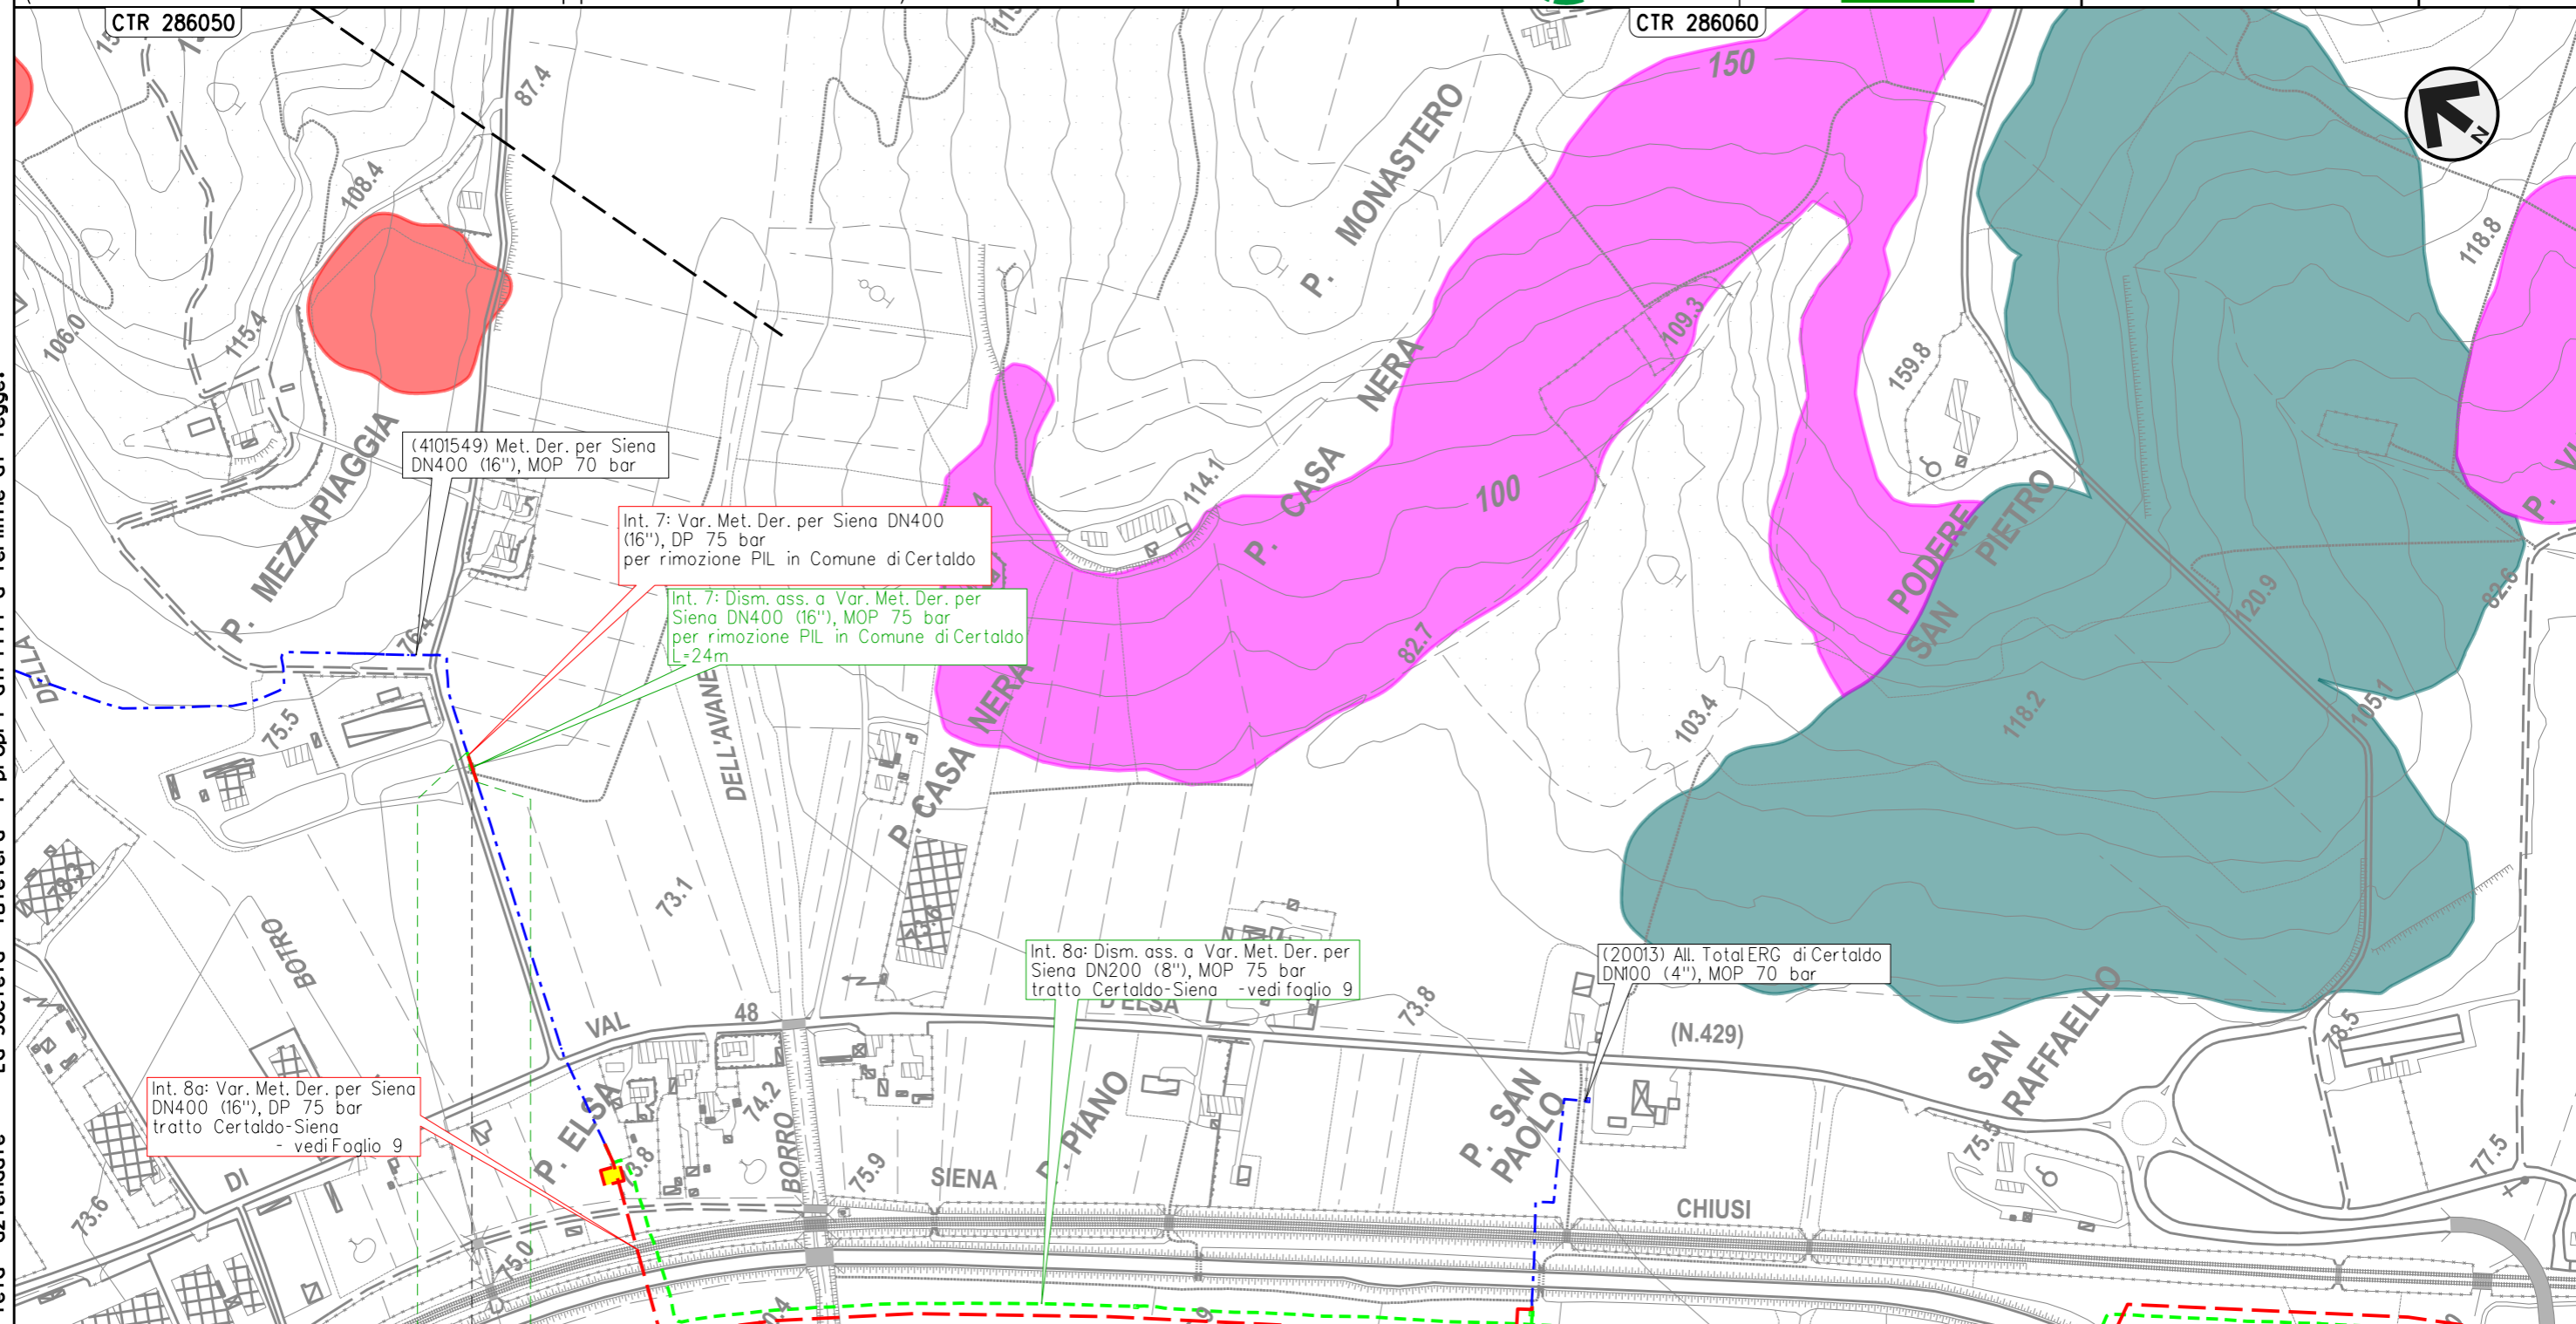 CTR 286050
CTR 286060
N
150
87.4
108.4
115.4
106.0
P. MONASTERO
118.8
109.3
159.8
P. MEZZAPIAGGIA
(4101549) Met. Der. per Siena
DN400 (16"), MOP 70 bar
P. CASA NERA
114.1
100
Int. 7: Var. Met. Der. per Siena DN400
(16"), DP 75 bar
per rimozione PIL in Comune di Certaldo
Int. 7: Dism. ass. a Var. Met. Der. per
Siena DN400 (16"), MOP 75 bar
per rimozione PIL in Comune di Certaldo
L=24m
PODERE
SAN PIETRO
120.9
82.6
82.7
76.4
DELLA
75.5
DELL'AVANE
P. CASA NERA
103.4
118.2
105.1
78.3
73.1
73.6
BOTRO
Int. 8a: Dism. ass. a Var. Met. Der. per
Siena DN200 (8"), MOP 75 bar
tratto Certaldo-Siena -vedi foglio 9
D'ELSA
(20013) All. TotalERG di Certaldo
DN100 (4"), MOP 70 bar
73.8
(N.429)
VAL
48
SAN
RAFFAELLO
78.5
Int. 8a: Var. Met. Der. per Siena
DN400 (16"), DP 75 bar
tratto Certaldo-Siena
- vedi Foglio 9
P. ELSA
74.2
BORRO
P. PIANO
P. SAN
PAOLO
75.5
77.5
73.8
75.9
SIENA
CHIUSI
DI
73.6
75.0